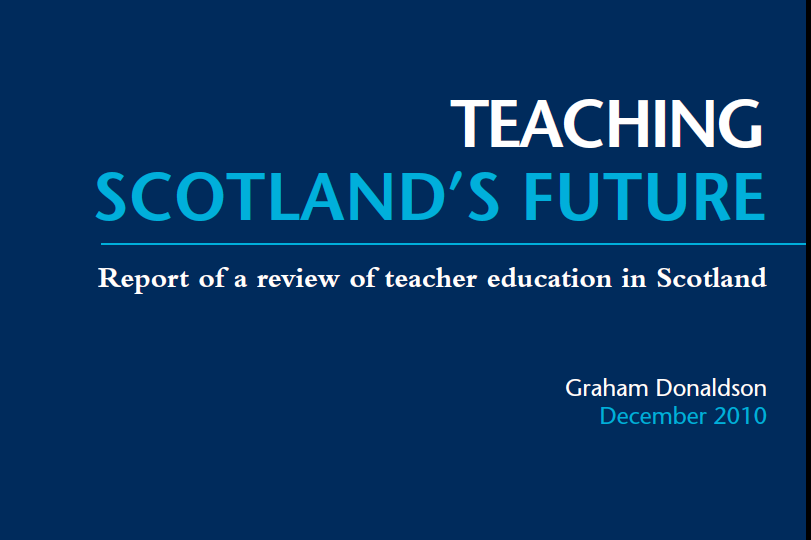 TEACHING
SCOTLAND'S FUTURE
Report of a review of teacher education in Scotland
Graham Donaldson
December 2010